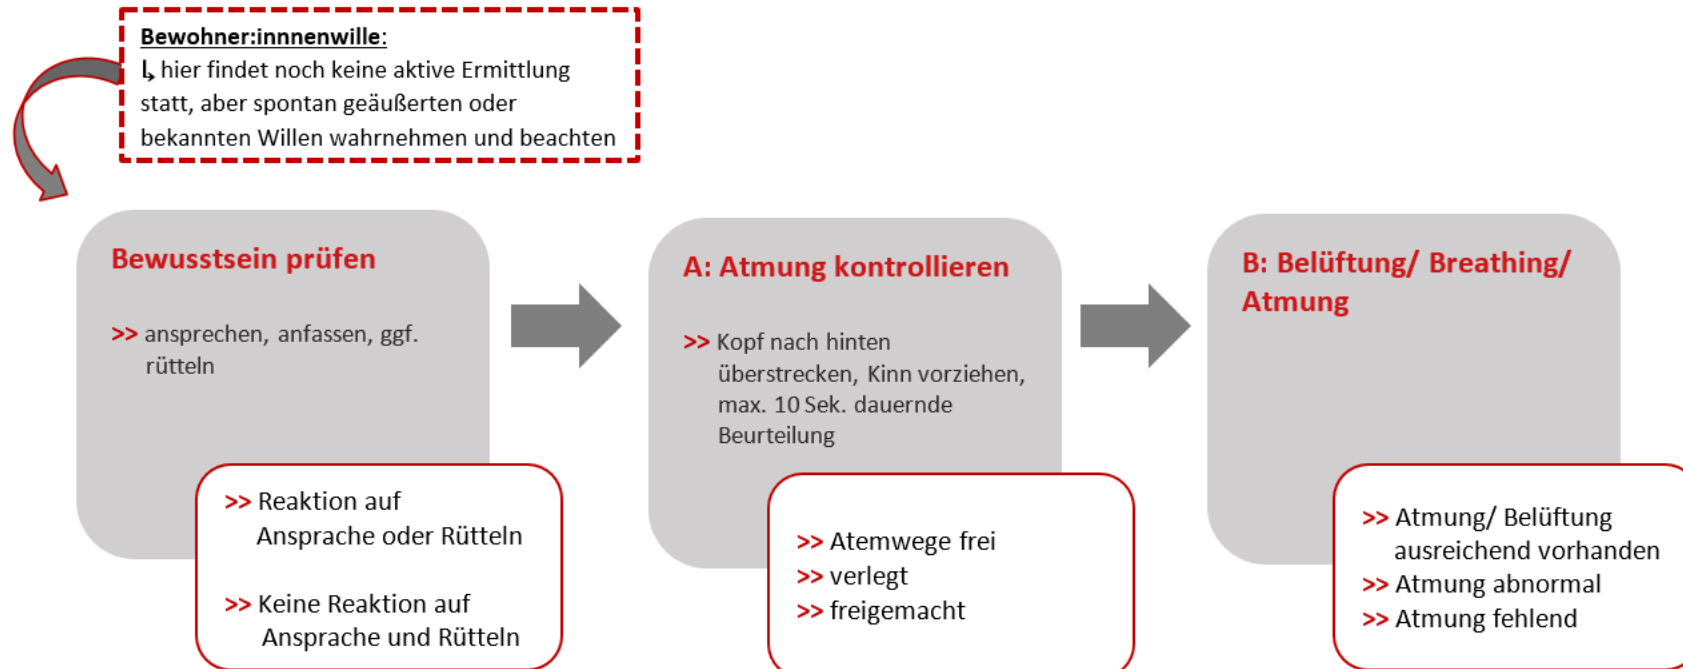 Bewohner:innnenwille:
↳ hier findet noch keine aktive Ermittlung
statt, aber spontan geäußerten oder
bekannten Willen wahrnehmen und beachten
Bewusstsein prüfen
>> ansprechen, anfassen, ggf.
rütteln
>> Reaktion auf
Ansprache oder Rütteln
>> Keine Reaktion auf
Ansprache und Rütteln
A: Atmung kontrollieren
>> Kopf nach hinten
überstrecken, Kinn vorziehen,
max. 10 Sek. dauernde
Beurteilung
>> Atemwege frei
>> verlegt
>> freigemacht
B: Belüftung/ Breathing/
Atmung
>> Atmung/ Belüftung
ausreichend vorhanden
>> Atmung abnormal
>> Atmung fehlend